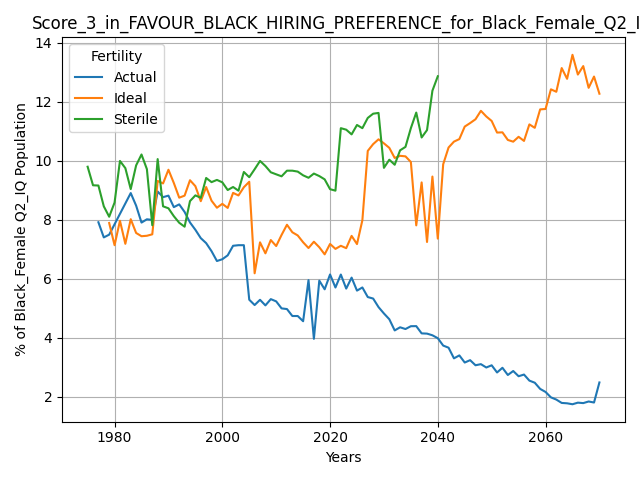 Score_3_in_FAVOUR_BLACK_HIRING_PREFERENCE_for_Black_Female_Q2_I
Fertility
Actual
Ideal
Sterile
% of Black_Female Q2_IQ Population
14
12
10
8
6
4
2
1980 2000 2020 2040 2060
Years